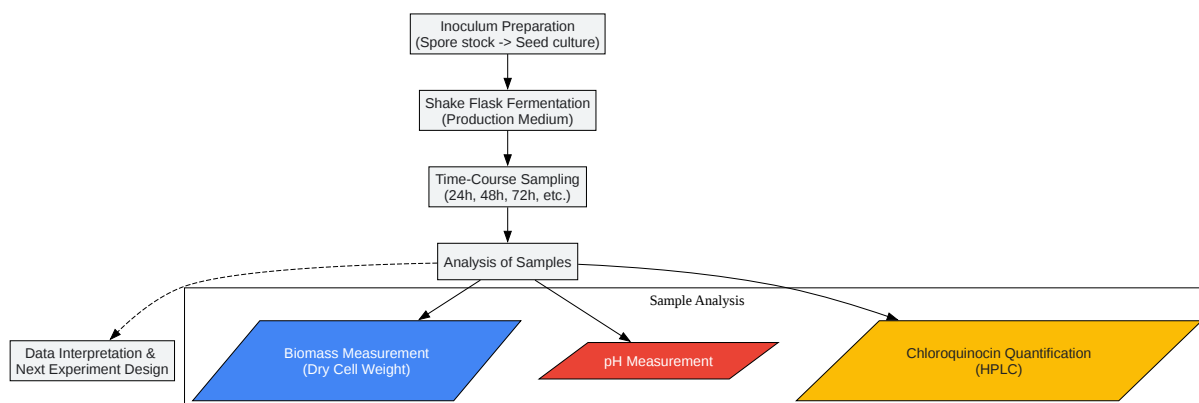 Inoculum Preparation
(Spore stock -> Seed culture)
Shake Flask Fermentation
(Production Medium)
Time-Course Sampling
(24h, 48h, 72h, etc.)
Analysis of Samples
Sample Analysis
Data Interpretation &
Next Experiment Design
Biomass Measurement
(Dry Cell Weight)
pH Measurement
Chloroquinocin Quantification
(HPLC)